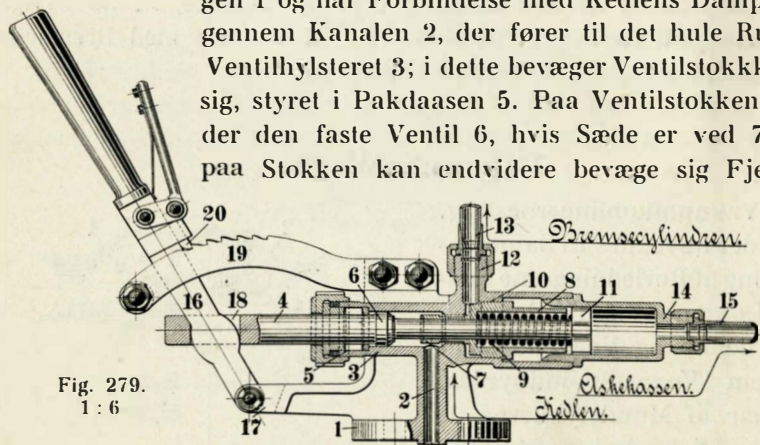 gen 1 og har Forbindelse med Kedlens Damp
gennem Kanalen 2, der fører til det hule Ru
Ventilhylsteret 3; i dette bevæger Ventilstokkk
sig, styret i Pakdaasen 5. Paa Ventilstokken
der den faste Ventil 6, hvis Sæde er ved 7
paa Stokken kan endvidere bevæge sig Fje
20
19
13
12
Bremsecylindren.
16
18
4
6
10
8
11
14
15
5
3
2
7
9
Askekassen
Kedlen.
17
1
Fig. 279.
1 : 6